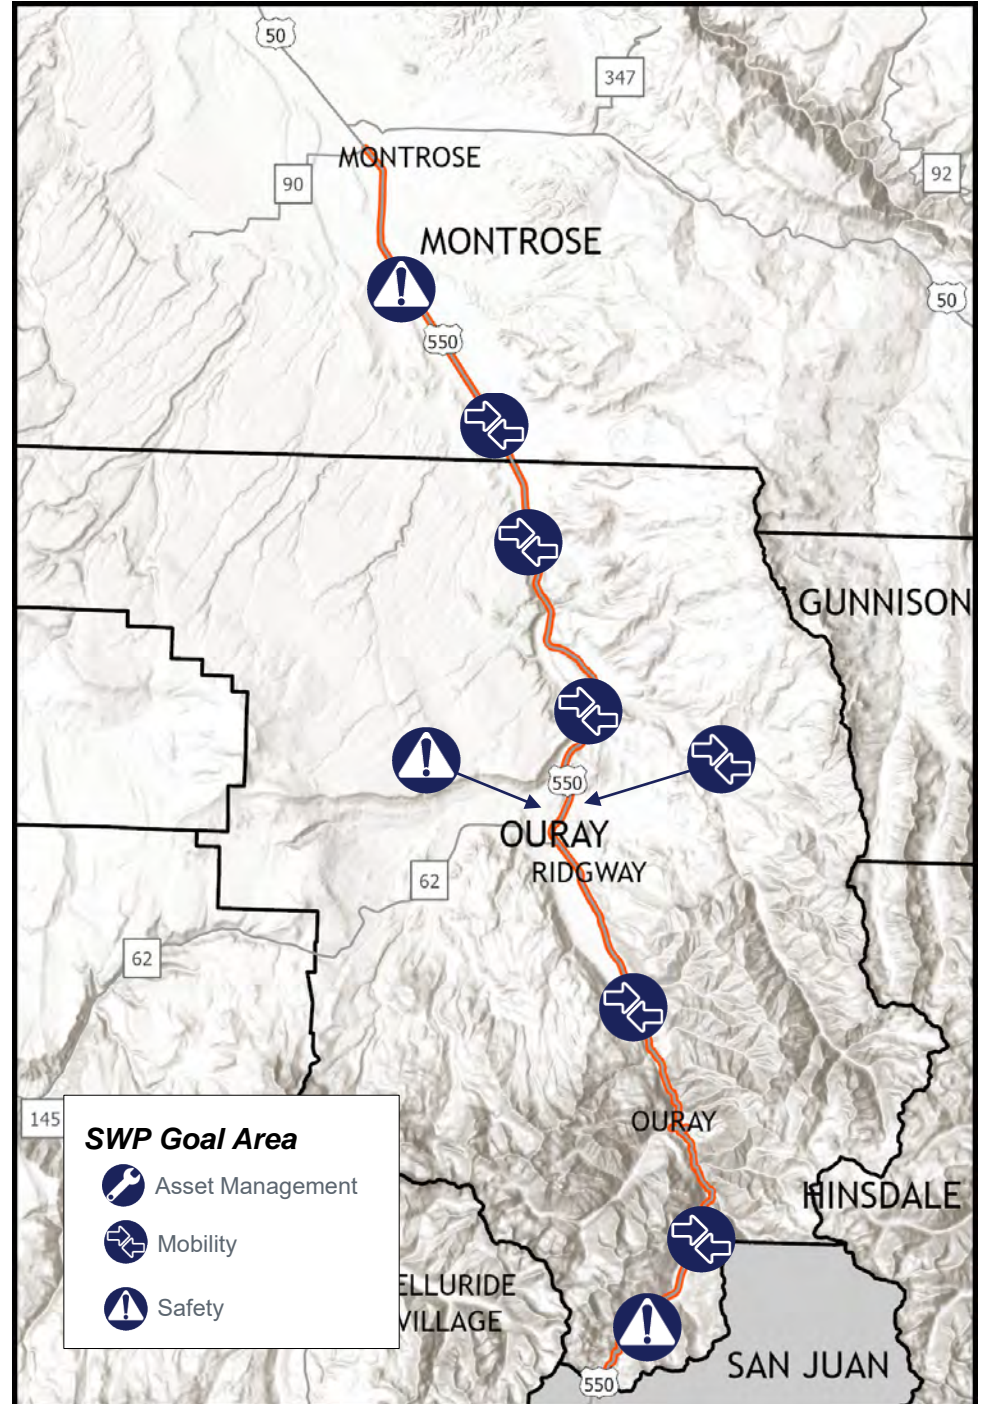 50
347
MONTROSE
90
92
MONTROSE
50
550
GUNNISON
550
OURAY
RIDGWAY
62
62
145
OURAY
SWP Goal Area
Asset Management
Mobility
Safety
HINSDALE
ELLURIDE
VILLAGE
SAN JUAN
550